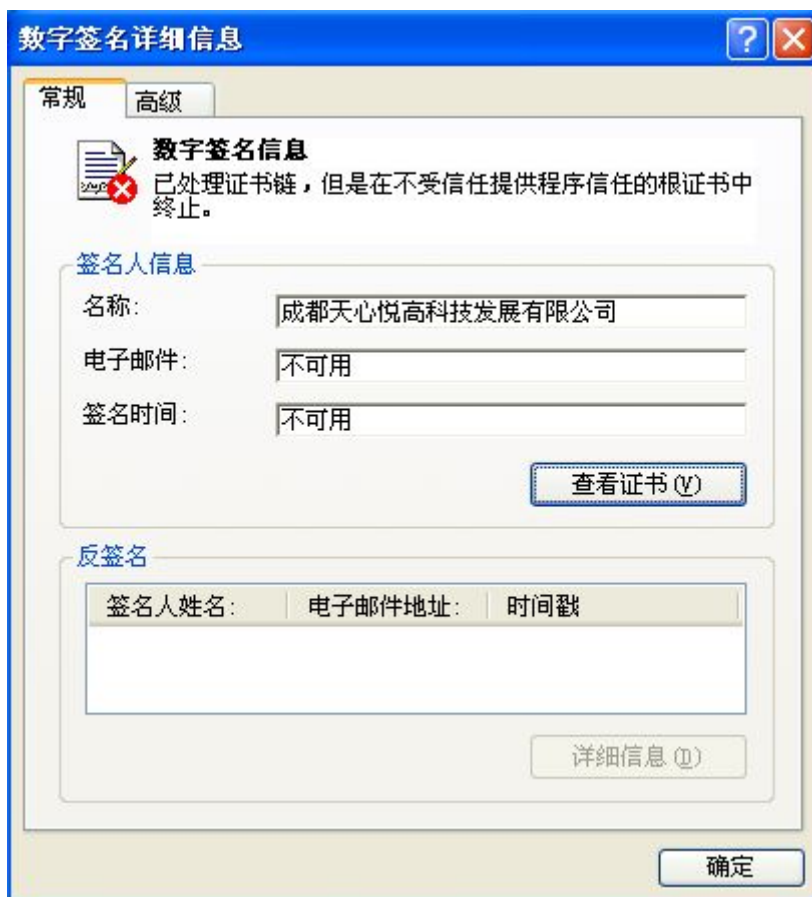 数字签名详细信息
常规
高级
数字签名信息
已处理证书链，但是在不受信任提供程序信任的根证书中
终止。
签名人信息
名称: 成都天心悦高科技发展有限公司
电子邮件: 不可用
签名时间: 不可用
查看证书(V)
反签名
签名人姓名: 电子邮件地址: 时间戳
详细信息(D)
确定